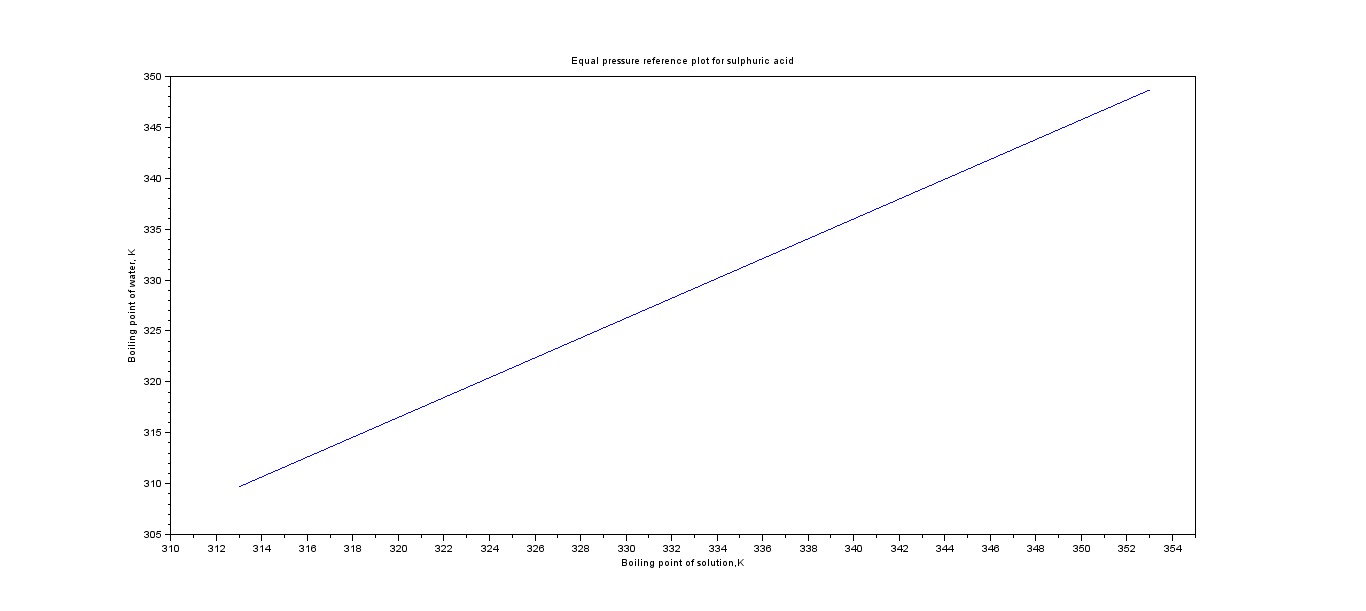 Equal pressure reference plot for sulphuric acid
350
345
340
335
330
325
320
315
310
305
Boiling point of water, K
310 312 314 316 318 320 322 324 326 328 330 332 334 336 338 340 342 344 346 348 350 352 354
Boiling point of solution,K